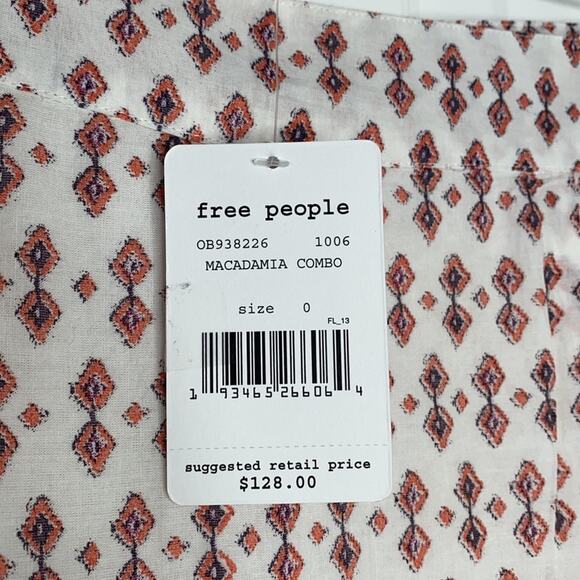 free people
OB938226 1006
MACADAMIA COMBO
size 0
FL_13
1 93465 26606 4
suggested retail price
$128.00